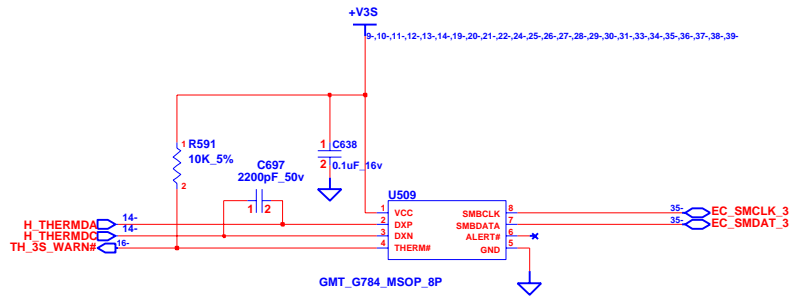 +V3S
9-,10-,11-,12-,13-,14-,19-,20-,21-,22-,24-,25-,26-,27-,28-,29-,30-,31-,33-,34-,35-,36-,37-,38-,39-
1
R591
10K_5%
2
1
C638
2
0.1uF_16v
C697
2200pF_50v
1 2
U509
1 VCC SMBCLK 8 35- EC_SMCLK_3
H_THERMDA 14- 2 DXP SMBDATA 7 35- EC_SMDAT_3
H_THERMDC 14- 3 DXN ALERT# 6
TH_3S_WARN# 16- 4 THERM# GND 5
GMT_G784_MSOP_8P